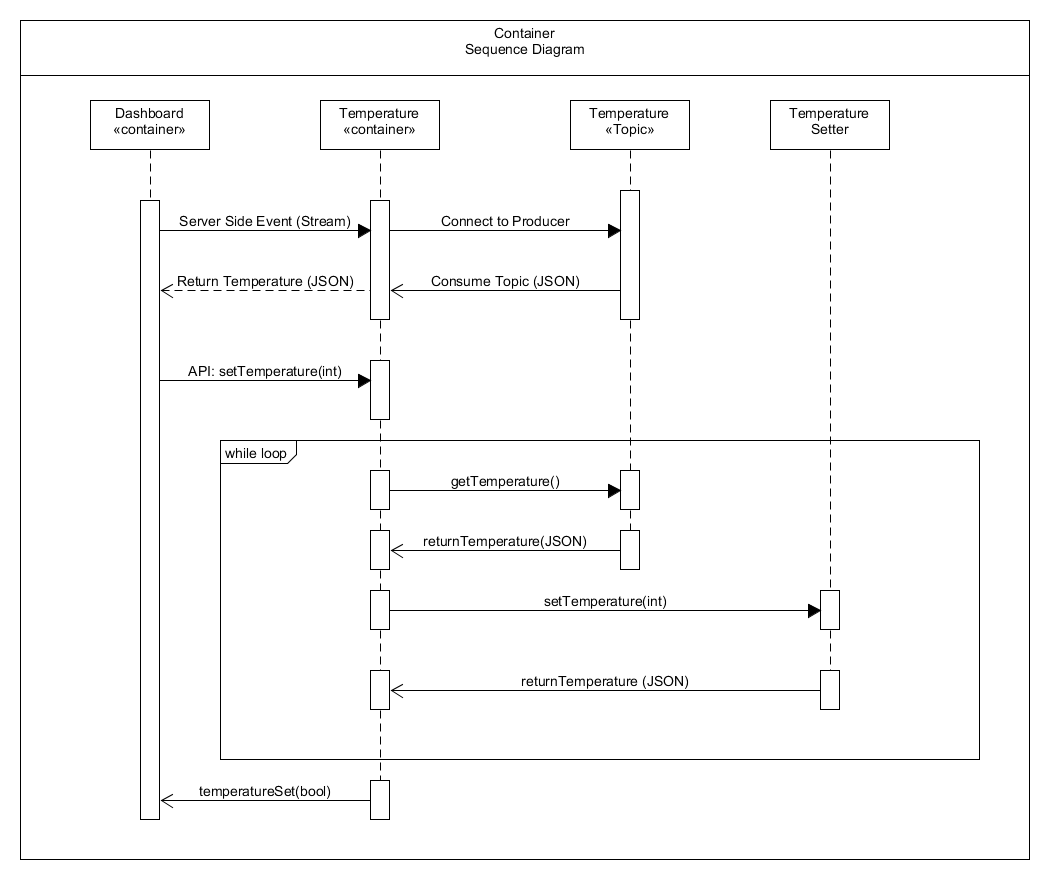 Container
Sequence Diagram
Dashboard
«container»
Temperature
«container»
Temperature
«Topic»
Temperature
Setter
Server Side Event (Stream)
Connect to Producer
Return Temperature (JSON)
Consume Topic (JSON)
API: setTemperature(int)
while loop
getTemperature()
returnTemperature(JSON)
setTemperature(int)
returnTemperature (JSON)
temperatureSet(bool)